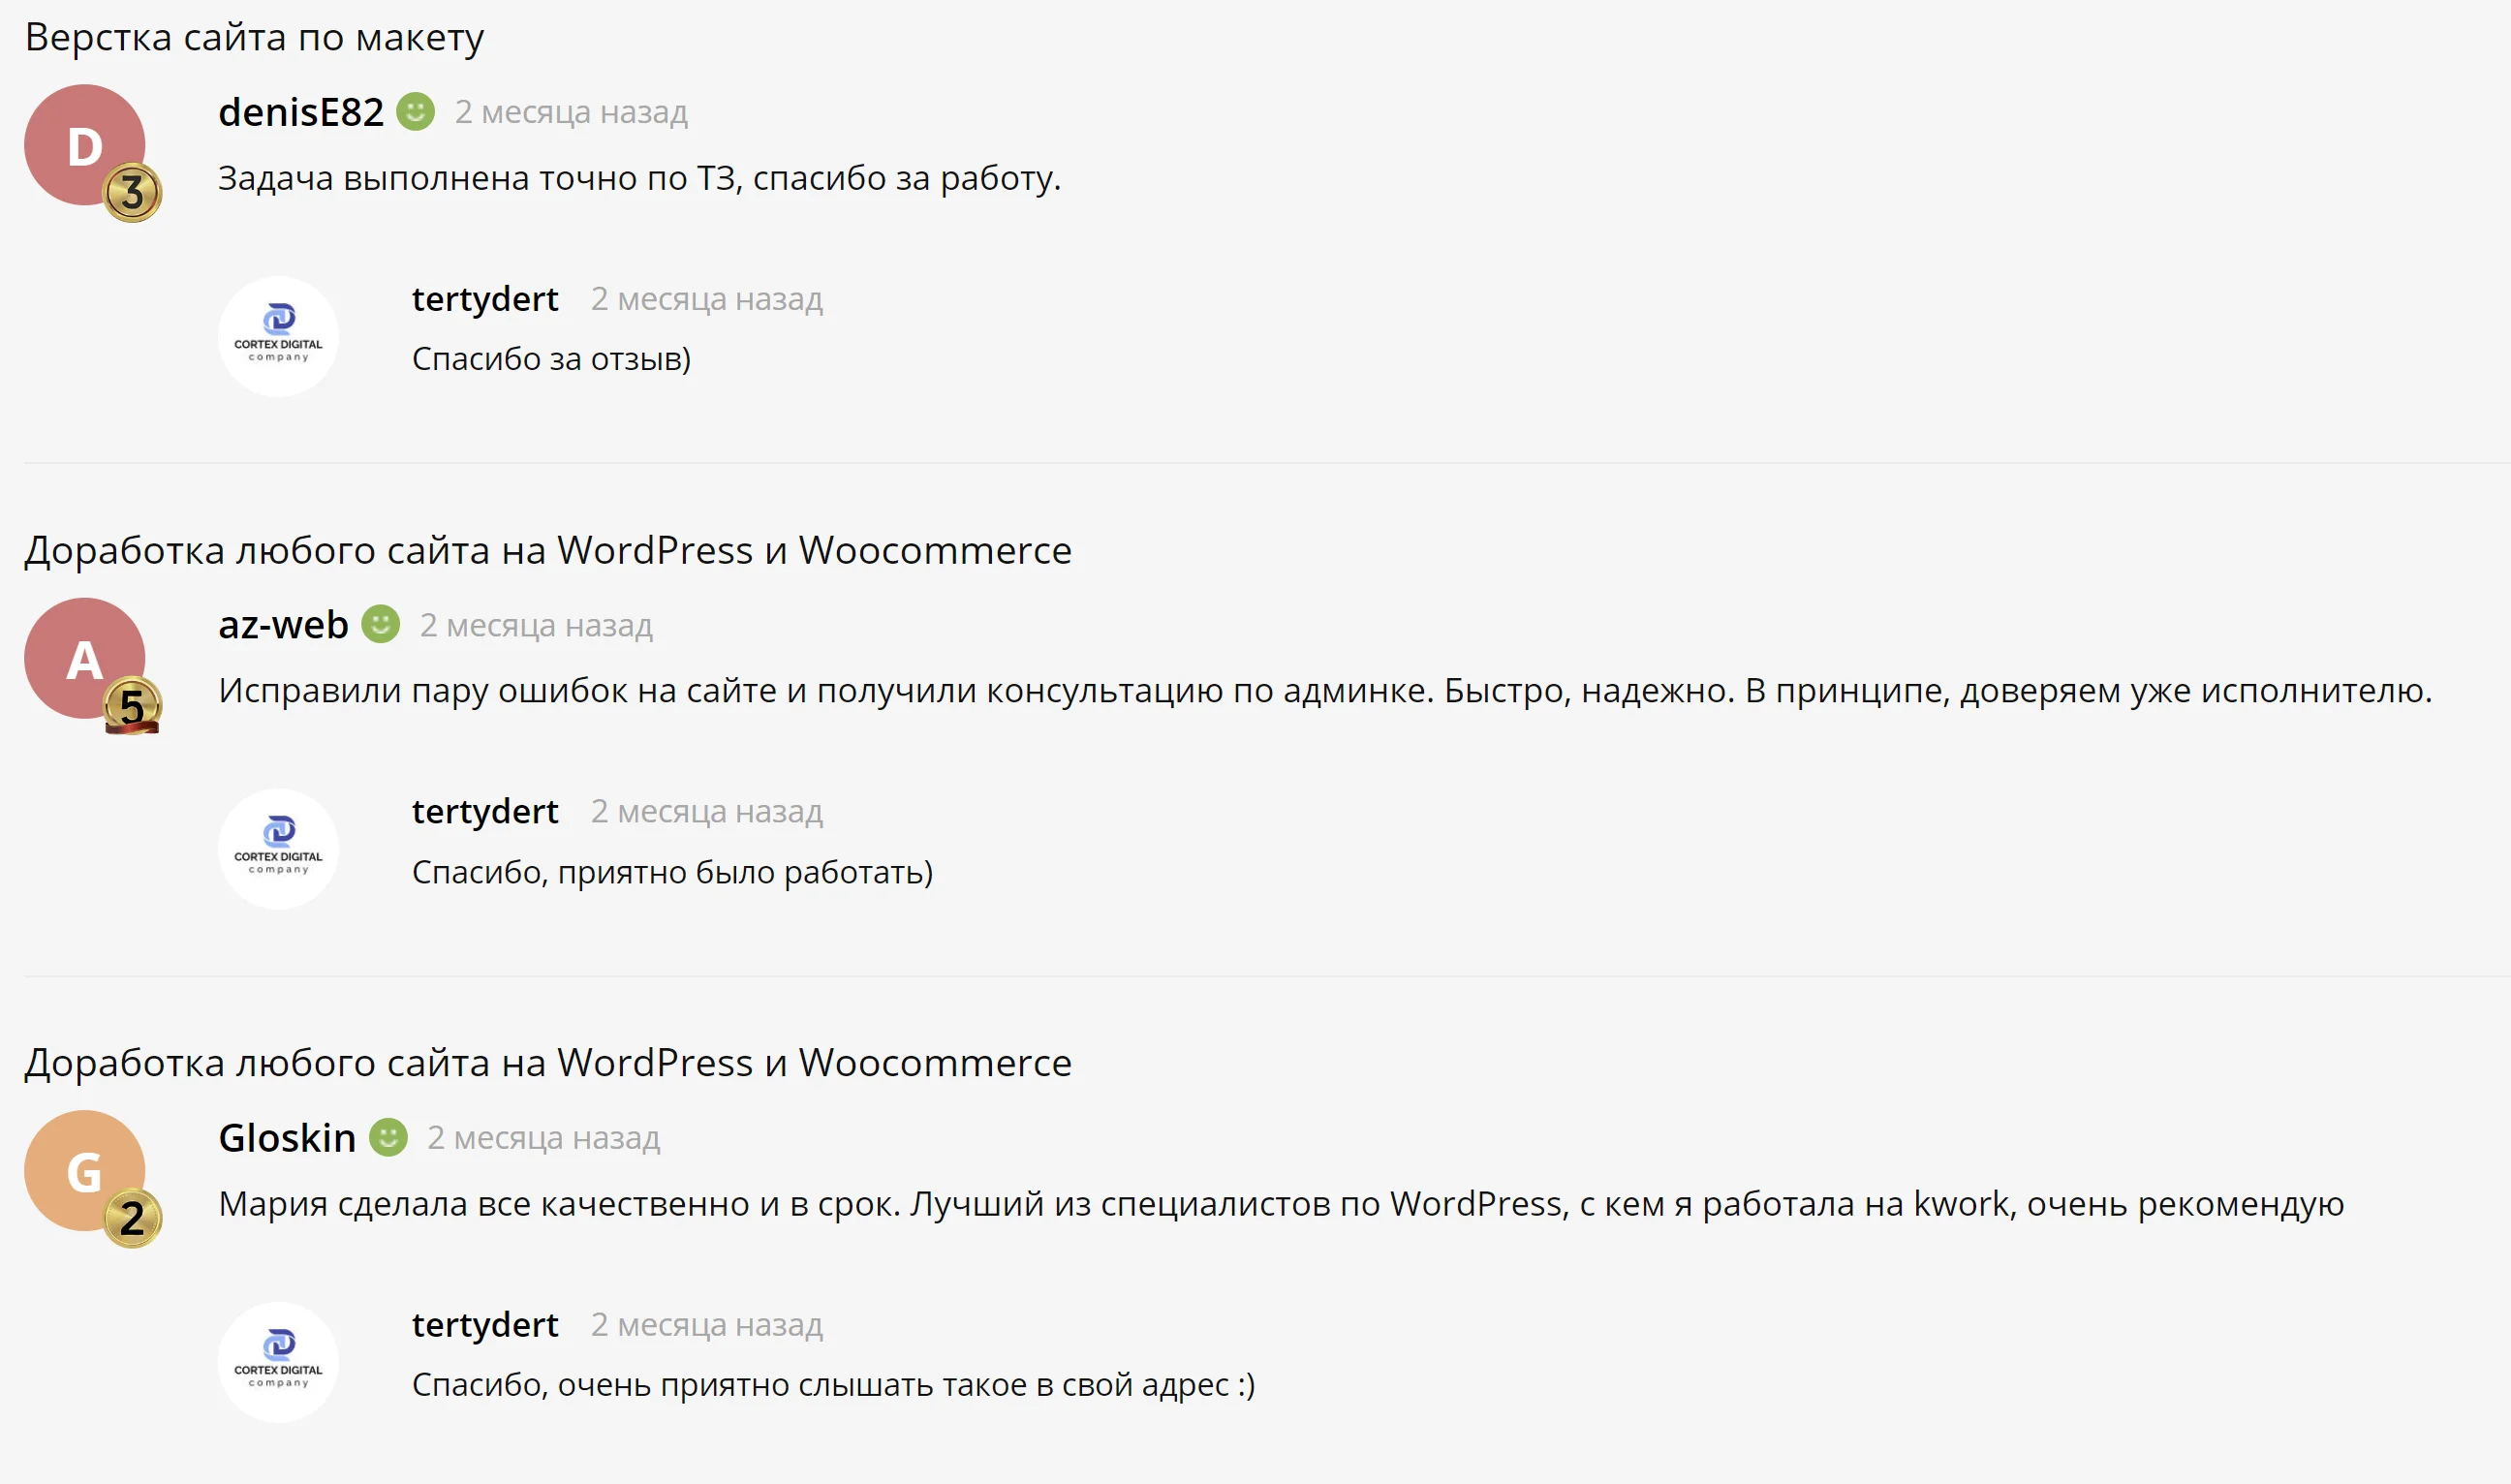 Верстка сайта по макету
D
3
denisE82 2 месяца назад
Задача выполнена точно по ТЗ, спасибо за работу.
CORTEX DIGITAL
company
tertydert 2 месяца назад
Спасибо за отзыв)
Доработка любого сайта на WordPress и Woocommerce
A
5
az-web 2 месяца назад
Исправили пару ошибок на сайте и получили консультацию по админке. Быстро, надежно. В принципе, доверяем уже исполнителю.
CORTEX DIGITAL
company
tertydert 2 месяца назад
Спасибо, приятно было работать)
Доработка любого сайта на WordPress и Woocommerce
G
2
Gloskin 2 месяца назад
Мария сделала все качественно и в срок. Лучший из специалистов по WordPress, с кем я работала на kwork, очень рекомендую
CORTEX DIGITAL
company
tertydert 2 месяца назад
Спасибо, очень приятно слышать такое в свой адрес :)